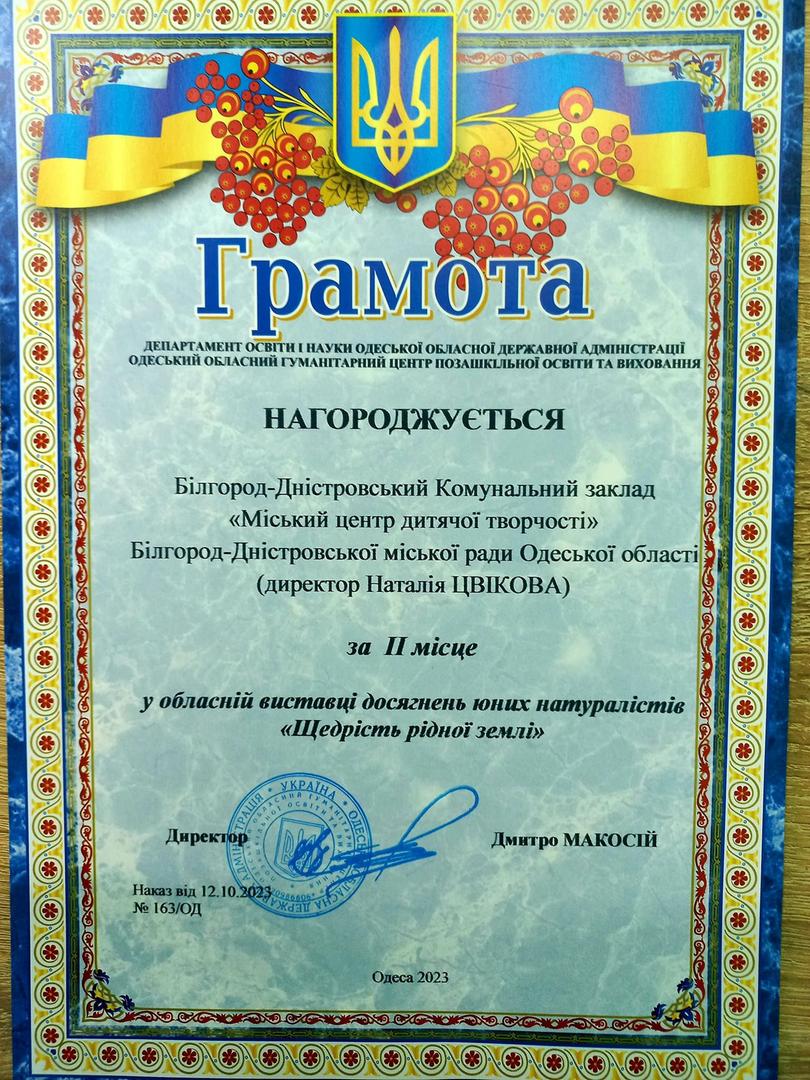 Грамота
ДЕПАРТАМЕНТ ОСВІТИ І НАУКИ ОДЕСЬКОЇ ОБЛАСНОЇ ДЕРЖАВНОЇ АДМІНІСТРАЦІЇ
ОДЕСЬКИЙ ОБЛАСНИЙ ГУМАНІТАРНИЙ ЦЕНТР ПОЗАШКІЛЬНОЇ ОСВІТИ ТА ВИХОВАННЯ
НАГОРОДЖУЄТЬСЯ
Білгород-Дністровський Комунальний заклад
«Міський центр дитячої творчості»
Білгород-Дністровської міської ради Одеської області
(директор Наталія ЦВІКОВА)
за ІІ місце
у обласній виставці досягнень юних натуралістів
«Щедрість рідної землі»
УКРАЇНА
Директор
Дмитро МАКОСІЙ
Наказ від 12.10.2023
№ 163/ОД
Одеса 2023